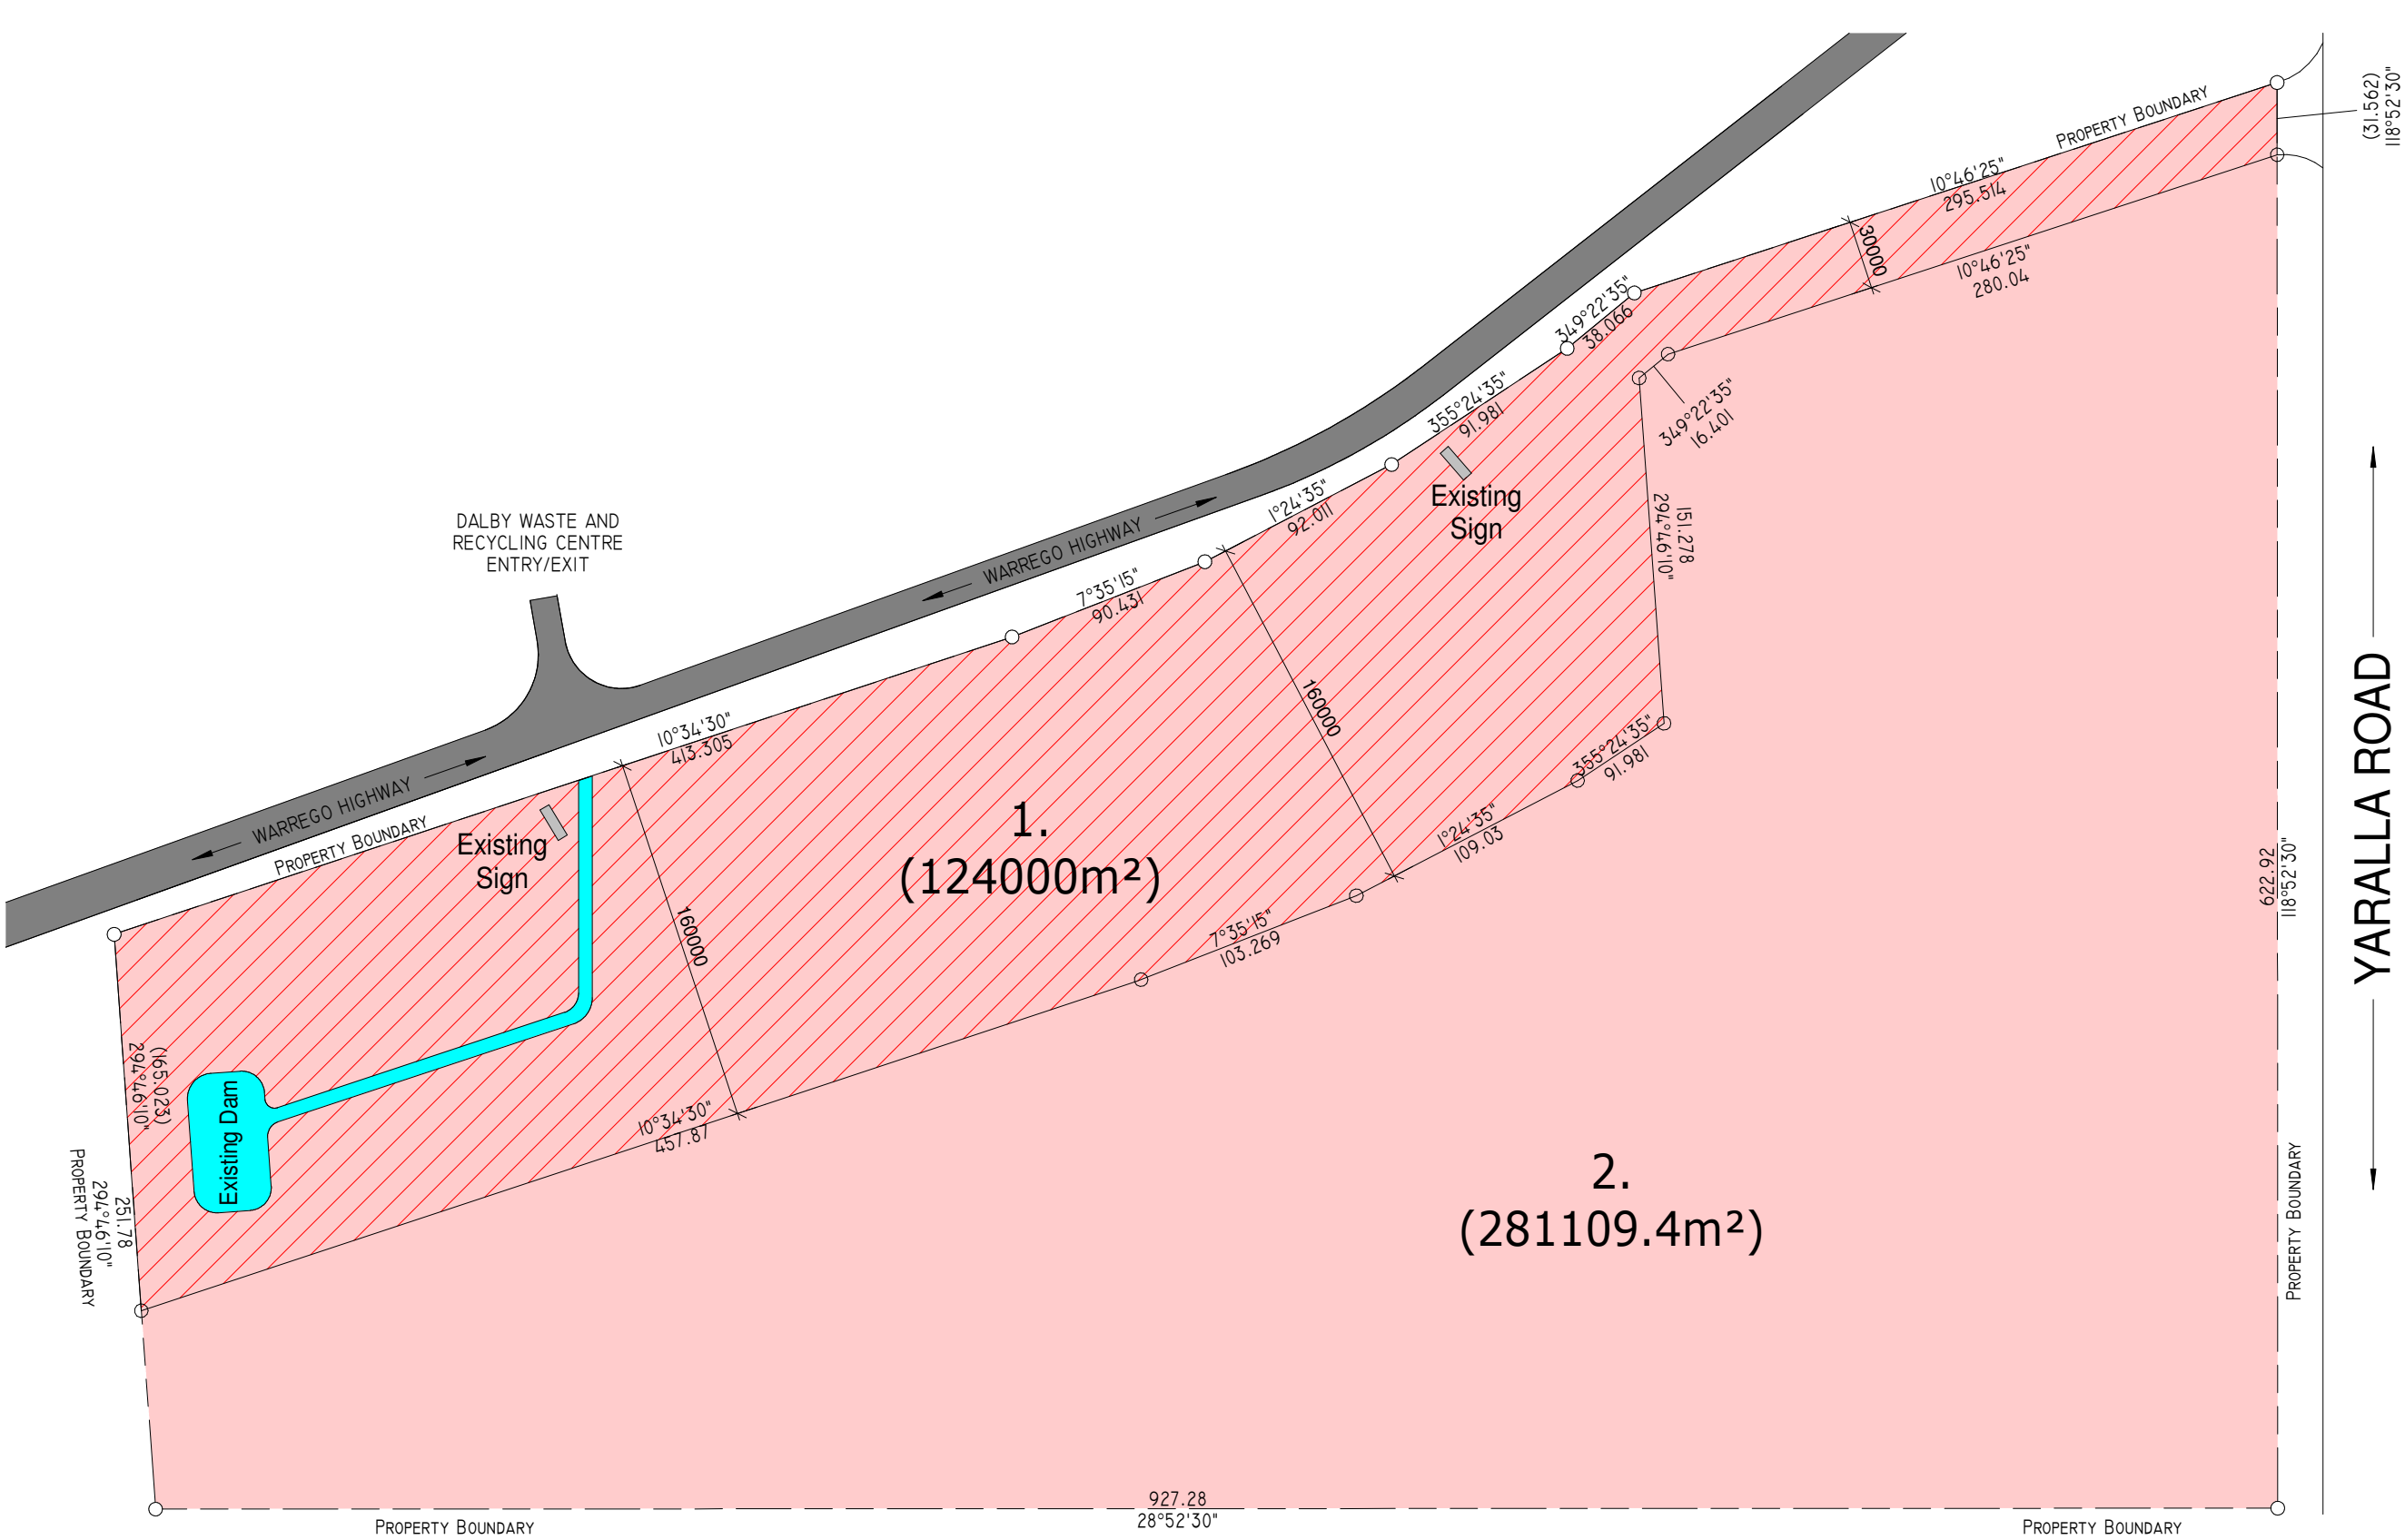 (31.562)
118°52'30"
PROPERTY BOUNDARY
10°46'25"
295.514
30000
10°46'25"
280.04
349°22'35"
38.066
349°22'35"
16.401
355°24'35"
91.981
Existing
Sign
151.278
294°46'10"
1°24'35"
92.011
DALBY WASTE AND
RECYCLING CENTRE
ENTRY/EXIT
WARREGO HIGHWAY
7°35'15"
90.431
160000
10°34'30"
413.305
355°24'35"
91.981
WARREGO HIGHWAY
PROPERTY BOUNDARY
Existing
Sign
1.
(124000m²)
1°24'35"
109.03
YARALLA ROAD
622.92
118°52'30"
160000
7°35'15"
103.269
(165.023)
294°46'10"
Existing Dam
10°34'30"
457.87
251.78
294°46'10"
PROPERTY BOUNDARY
2.
(281109.4m²)
PROPERTY BOUNDARY
927.28
28°52'30"
PROPERTY BOUNDARY
PROPERTY BOUNDARY